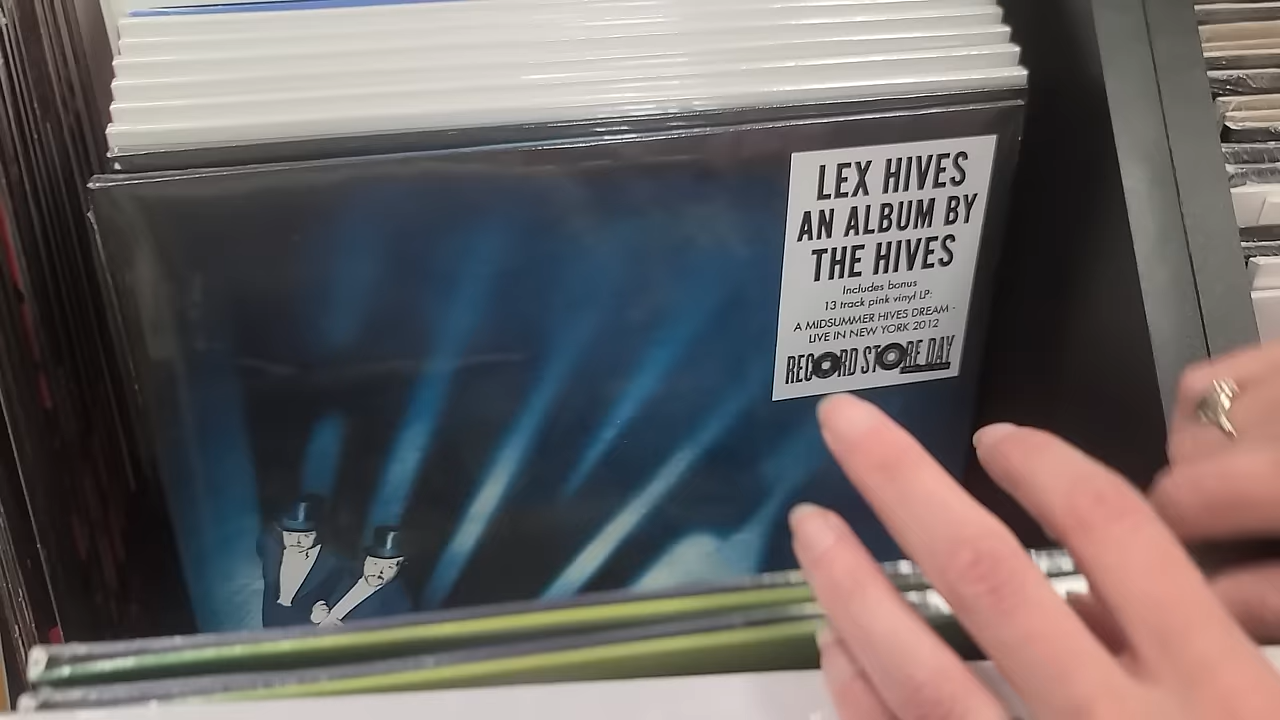 LEX HIVES
AN ALBUM BY
THE HIVES
Includes bonus
13 track pink vinyl LP:
A MIDSUMMER HIVES DREAM -
LIVE IN NEW YORK 2012
RECORD STORE DAY